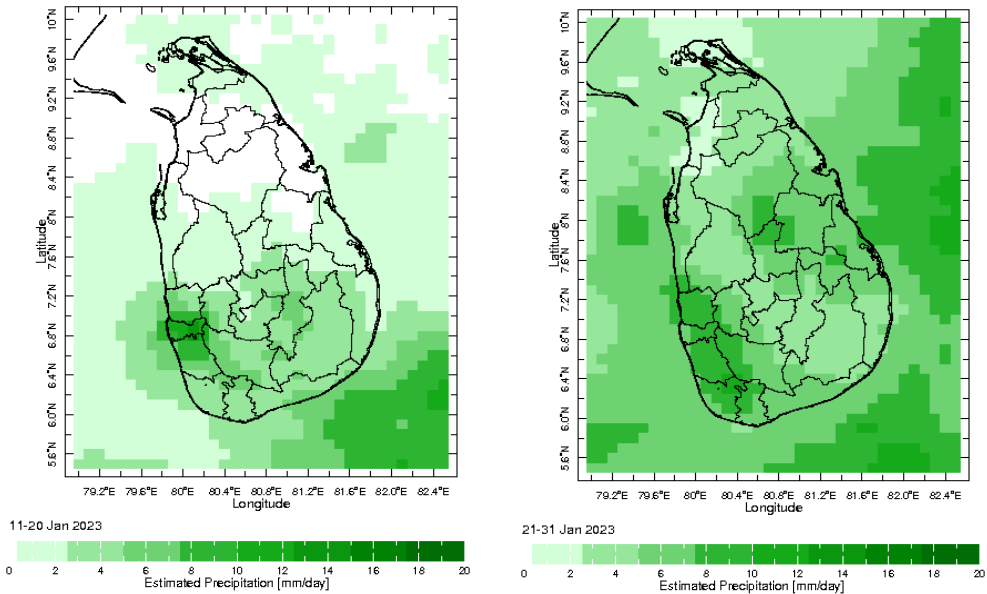 10°N
9.6°N
9.2°N
8.8°N
8.4°N
8°N
7.6°N
7.2°N
6.8°N
6.4°N
6.0°N
5.6°N
Latitude
79.2°E 79.6°E 80°E 80.4°E 80.8°E 81.2°E 81.6°E 82°E 82.4°E
Longitude
11-20 Jan 2023
0 2 4 6 8 10 12 14 16 18 20
Estimated Precipitation [mm/day]
10°N
9.6°N
9.2°N
8.8°N
8.4°N
8°N
7.6°N
7.2°N
6.8°N
6.4°N
6.0°N
5.6°N
Latitude
79.2°E 79.6°E 80°E 80.4°E 80.8°E 81.2°E 81.6°E 82°E 82.4°E
Longitude
21-31 Jan 2023
0 2 4 6 8 10 12 14 16 18 20
Estimated Precipitation [mm/day]